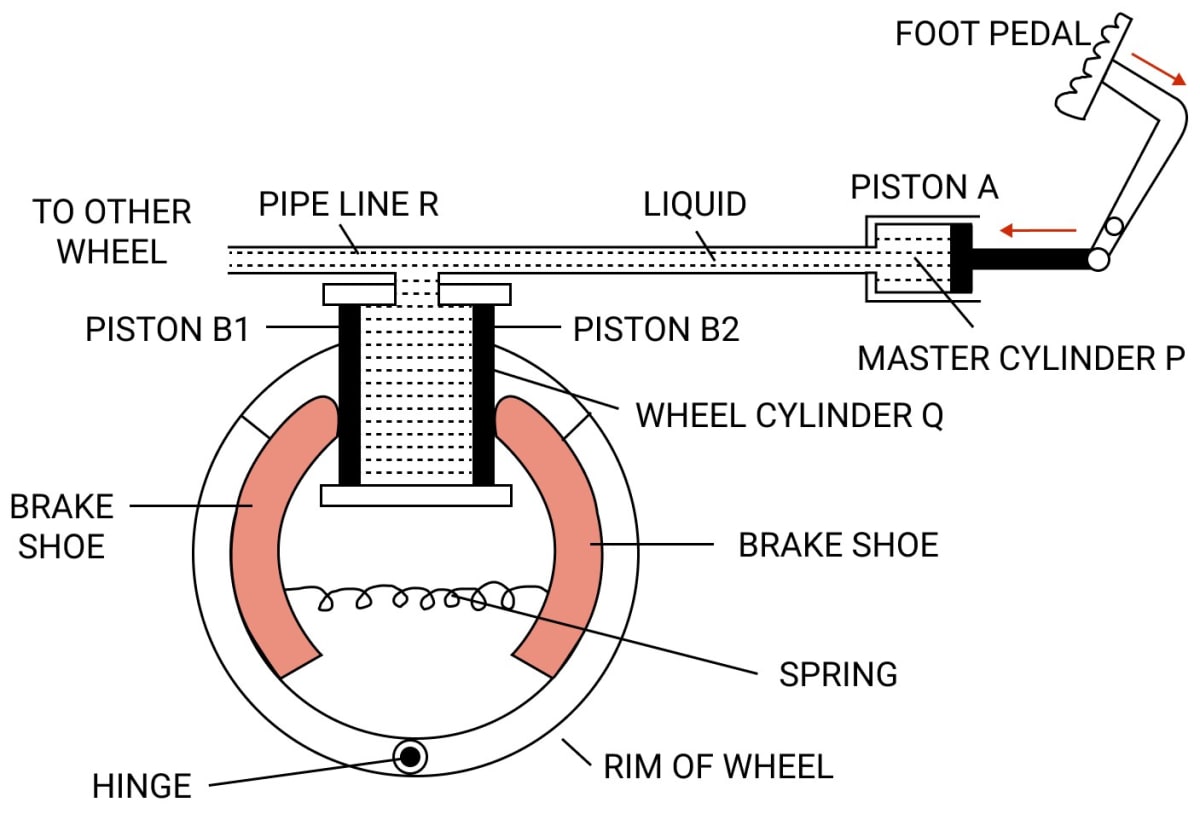 FOOT PEDAL
PISTON A
TO OTHER
WHEEL
PIPE LINE R
LIQUID
PISTON B1
PISTON B2
MASTER CYLINDER P
WHEEL CYLINDER Q
BRAKE
SHOE
BRAKE SHOE
SPRING
RIM OF WHEEL
HINGE